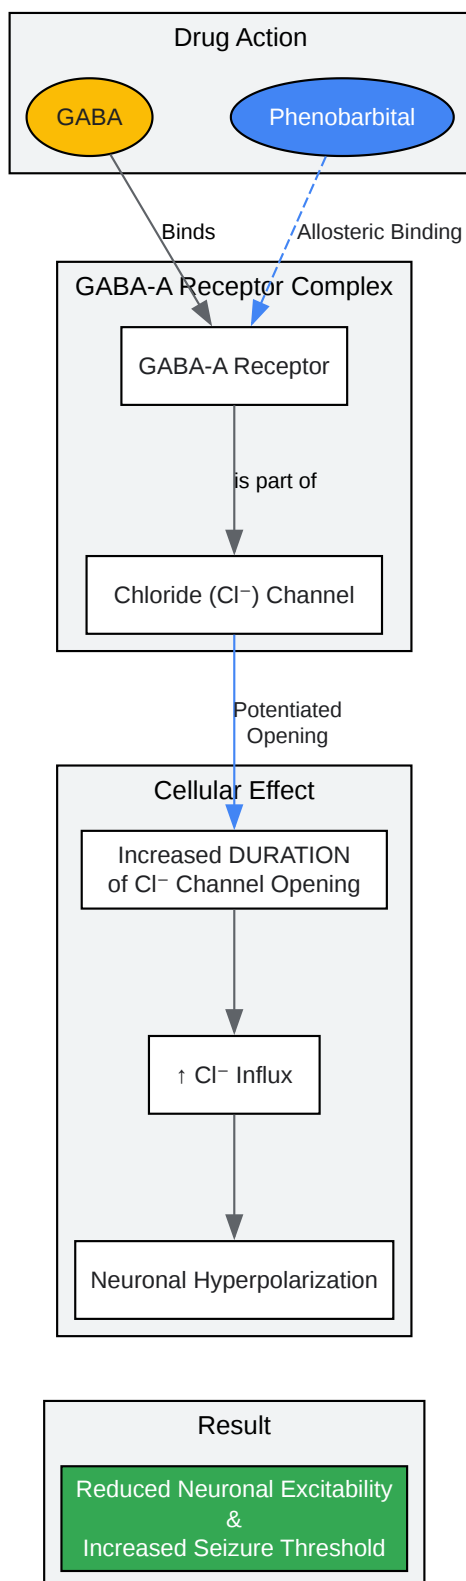 Drug Action
GABA
Phenobarbital
Binds
Allosteric Binding
GABA-A Receptor Complex
GABA-A Receptor
is part of
Chloride (Cl⁻) Channel
Potentiated
Opening
Cellular Effect
Increased DURATION
of Cl⁻ Channel Opening
↑ Cl⁻ Influx
Neuronal Hyperpolarization
Result
Reduced Neuronal Excitability
&
Increased Seizure Threshold